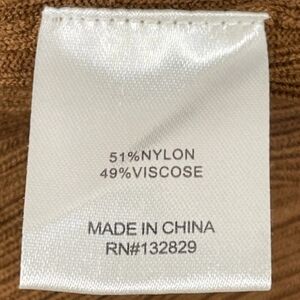 51%NYLON
49%VISCOSE
MADE IN CHINA
RN#132829